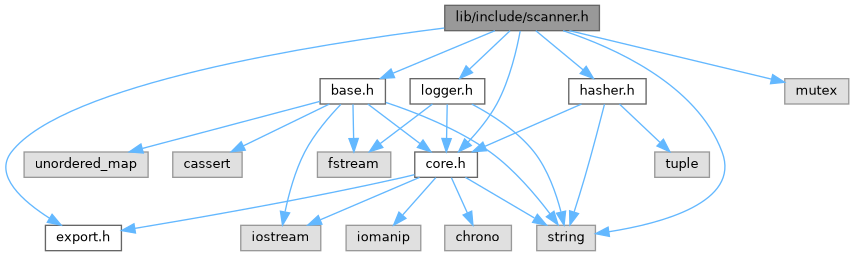 lib/include/scanner.h
base.h
logger.h
hasher.h
mutex
unordered_map
cassert
fstream
core.h
tuple
export.h
iostream
iomanip
chrono
string